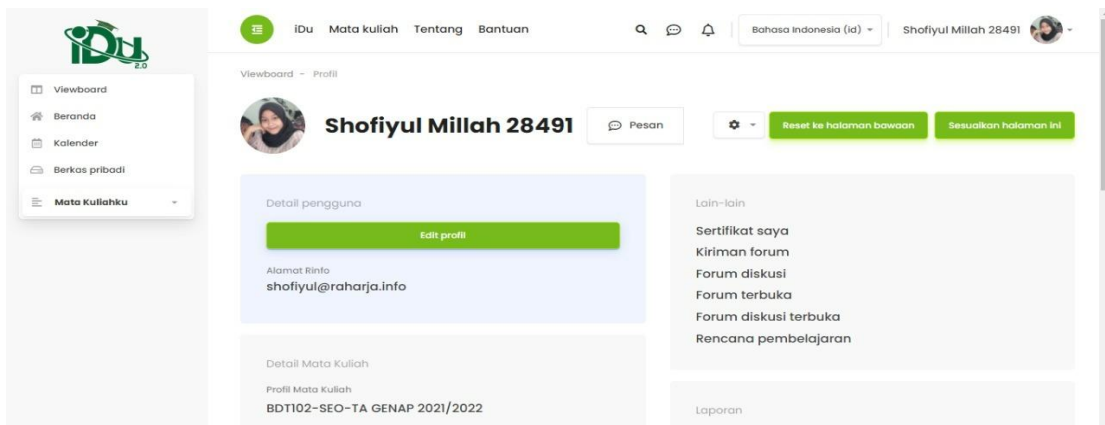 iDu
2.0
iDu Mata kuliah Tentang Bantuan
Bahasa Indonesia (id)
Shofiyul Millah 28491
Viewboard
Beranda
Kalender
Berkas pribadi
Mata Kuliahku
Viewboard - Profil
Shofiyul Millah 28491
Pesan
Reset ke halaman bawaan
Sesuaikan halaman ini
Detail pengguna
Edit profil
Alamat Rinfo
shofiyul@raharja.info
Detail Mata Kuliah
Profil Mata Kuliah
BDT102-SEO-TA GENAP 2021/2022
Lain-lain
Sertifikat saya
Kiriman forum
Forum diskusi
Forum terbuka
Forum diskusi terbuka
Rencana pembelajaran
Laporan